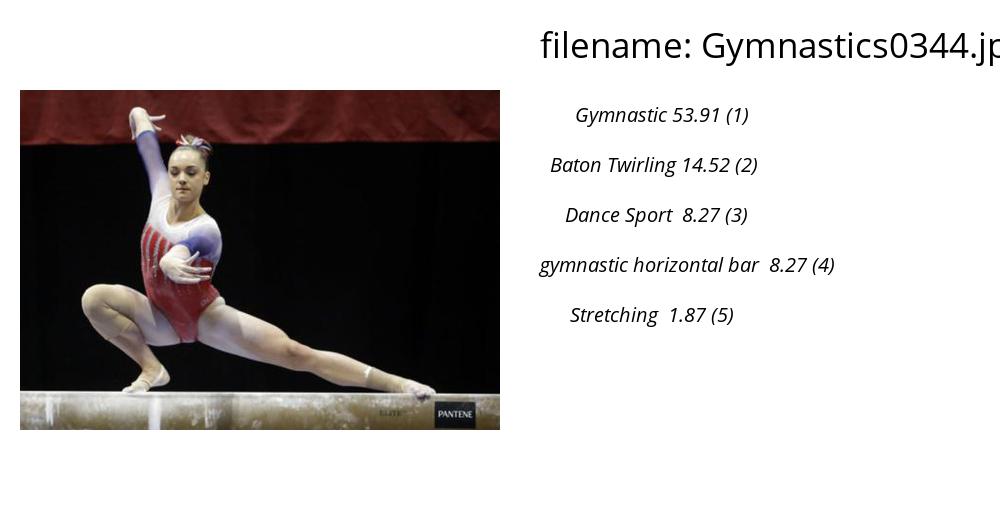 filename: Gymnastics0344.jp
Gymnastic 53.91 (1)
Baton Twirling 14.52 (2)
Dance Sport 8.27 (3)
gymnastic horizontal bar 8.27 (4)
Stretching 1.87 (5)
ELITE
PANTENE